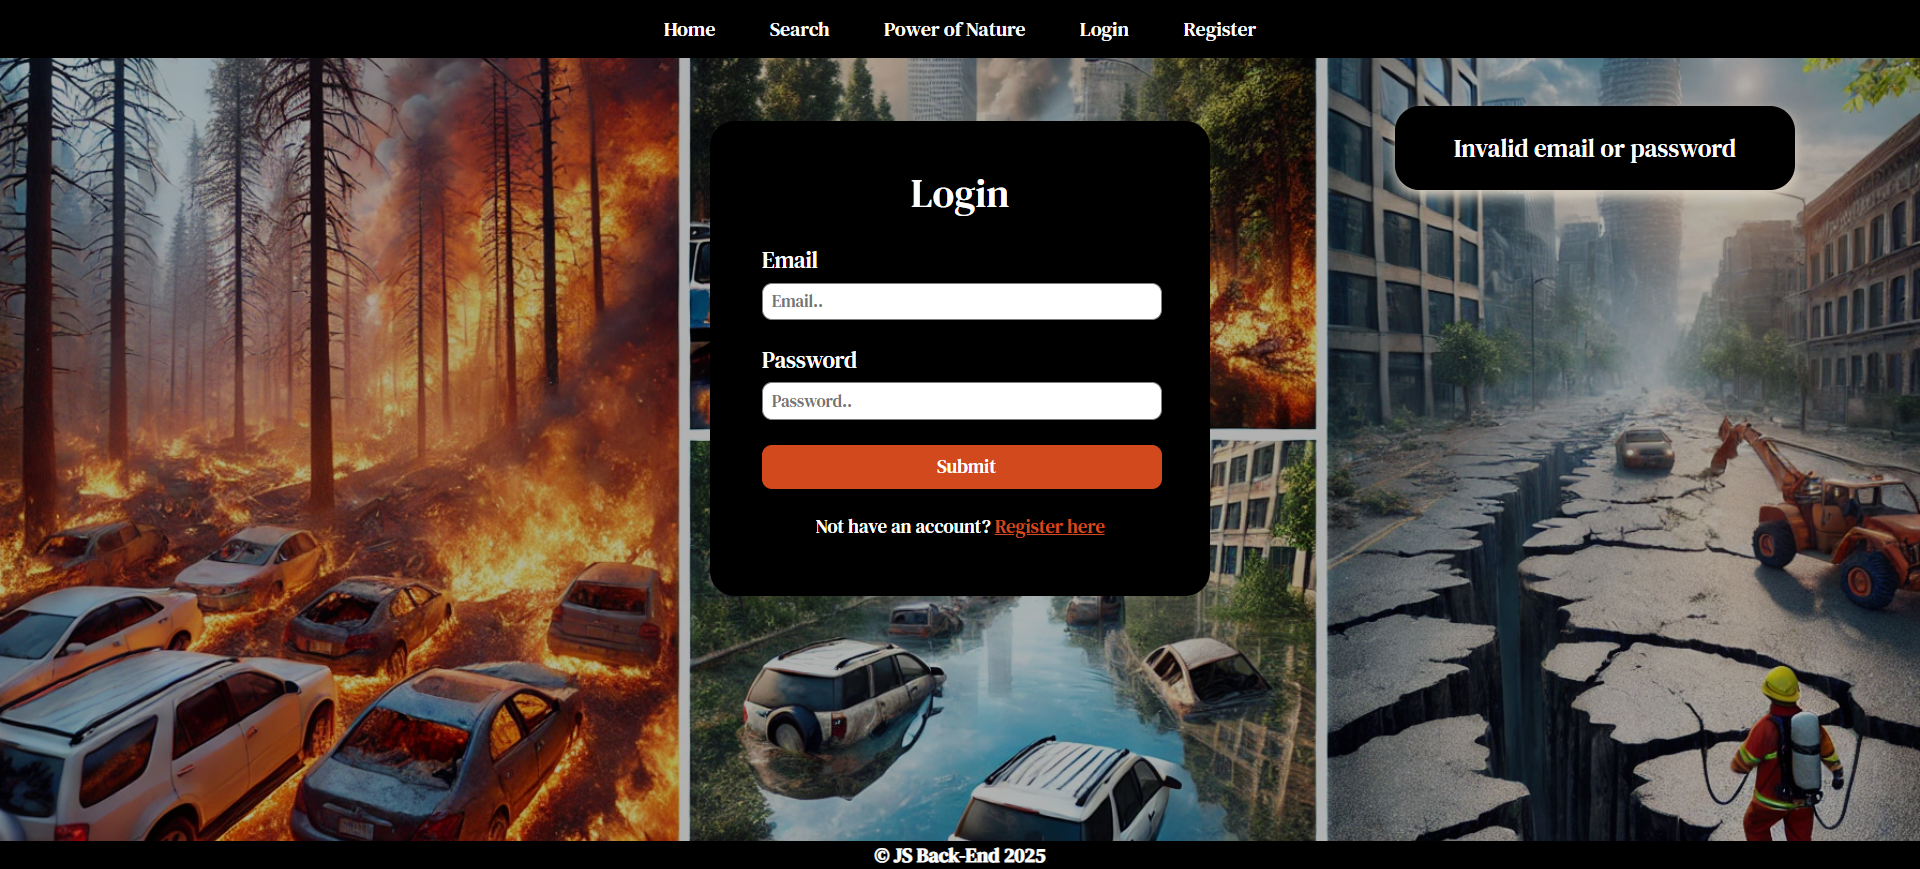 Home Search Power of Nature Login Register
Invalid email or password
Login
Email
Email..
Password
Password..
Submit
Not have an account? Register here
© JS Back-End 2025